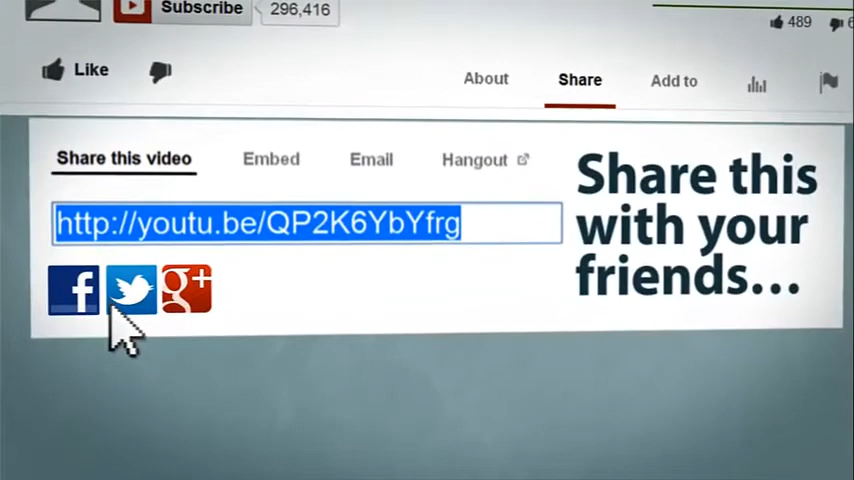 Subscribe 296,416
489 6
Like
About Share Add to
Share this video Embed Email Hangout
http://youtu.be/QP2K6YbYfrg
f g+
Share this
with your
friends...